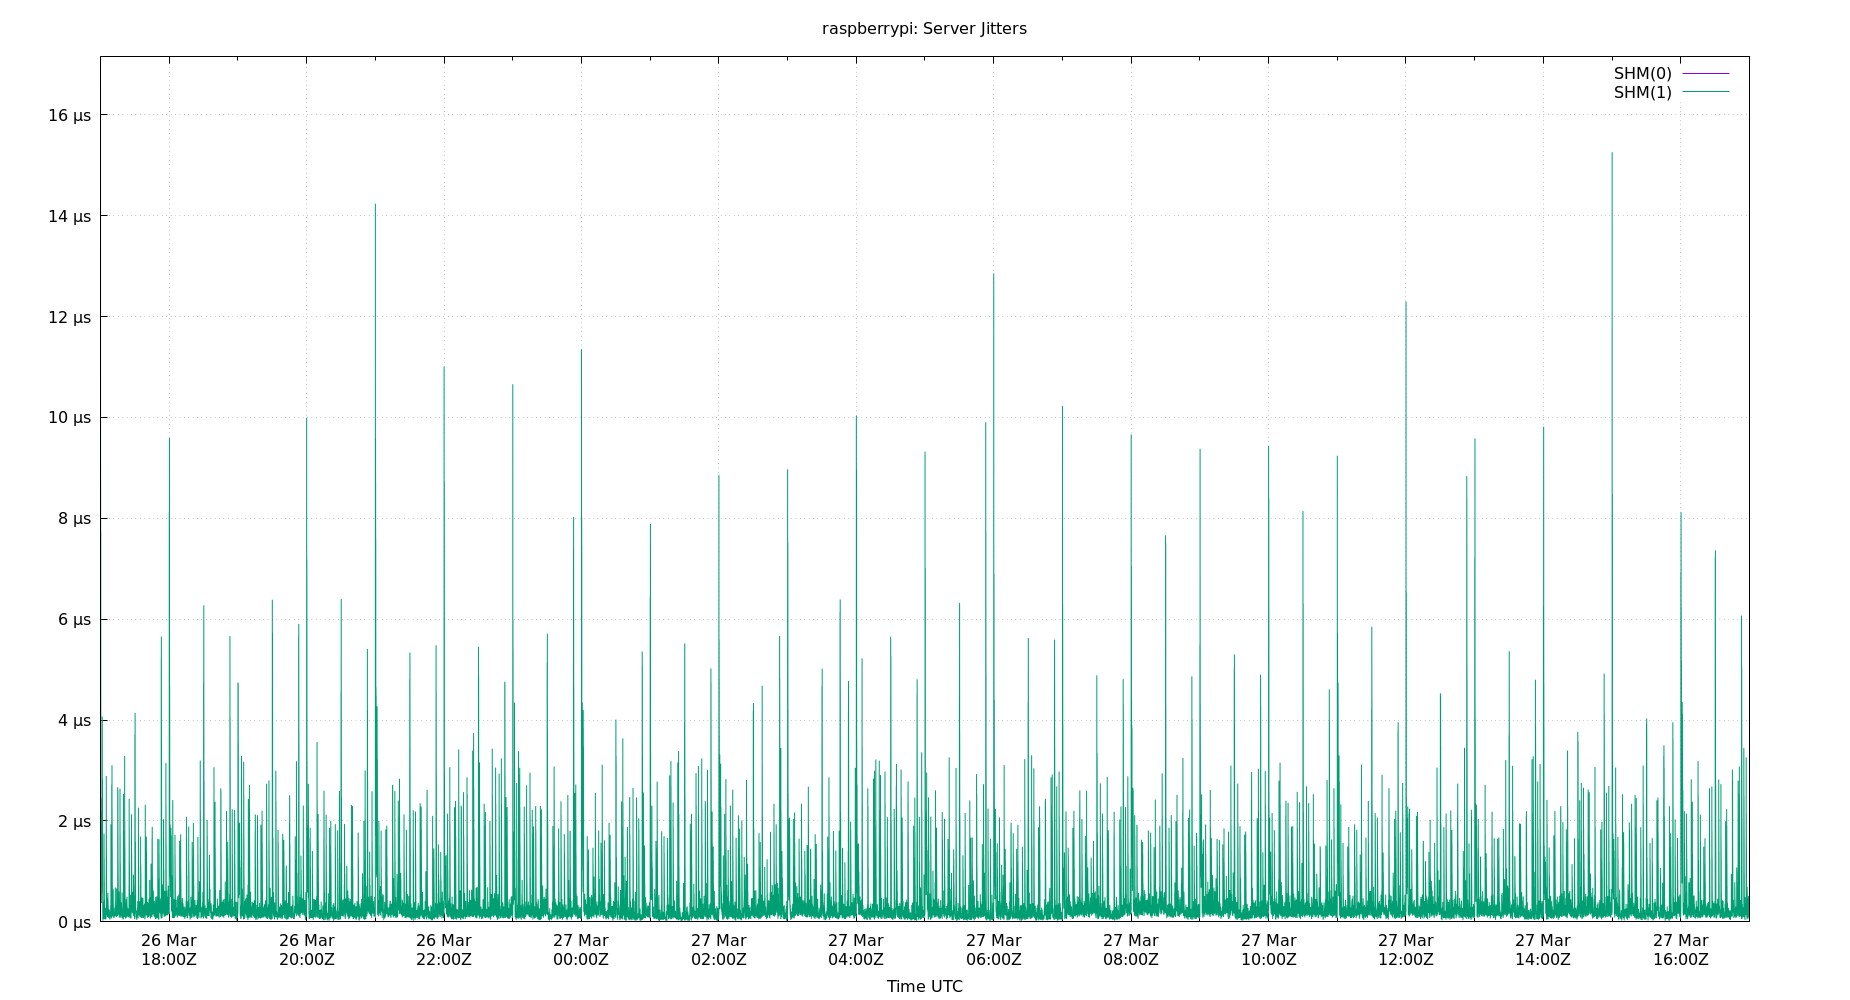 raspberrypi: Server Jitters
SHM(0)
SHM(1)
16 µs
14 µs
12 µs
10 µs
8 µs
6 µs
4 µs
2 µs
0 µs
26 Mar 26 Mar 26 Mar 27 Mar 27 Mar 27 Mar 27 Mar 27 Mar 27 Mar 27 Mar 27 Mar 27 Mar
18:00Z 20:00Z 22:00Z 00:00Z 02:00Z 04:00Z 06:00Z 08:00Z 10:00Z 12:00Z 14:00Z 16:00Z
Time UTC